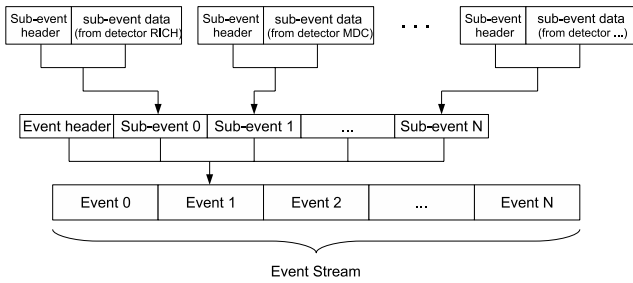 Sub-event header
sub-event data (from detector RICH)
Sub-event header
sub-event data (from detector MDC)
. . .
Sub-event header
sub-event data (from detector ...)
Event header
Sub-event 0
Sub-event 1
...
Sub-event N
Event 0
Event 1
Event 2
...
Event N
Event Stream